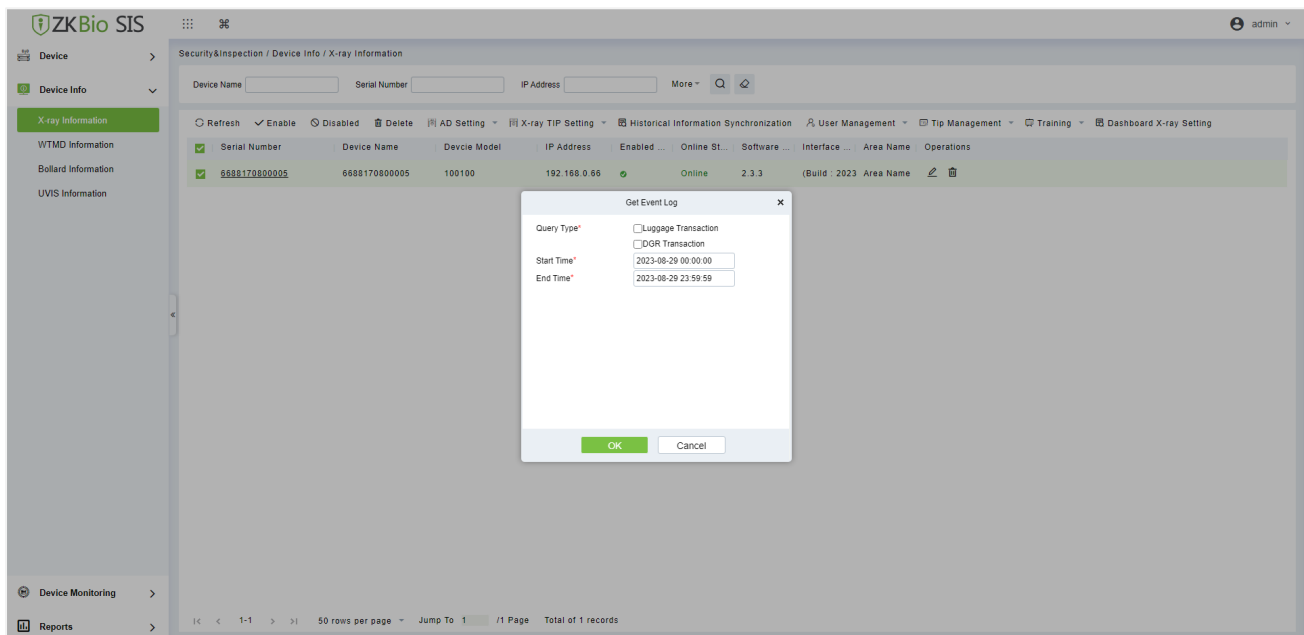 ZKBio SIS
admin
Device
Security&Inspection / Device Info / X-ray Information
Device Info
Device Name Serial Number IP Address More
X-ray Information
Refresh Enable Disabled Delete AD Setting X-ray TIP Setting Historical Information Synchronization User Management Tip Management Training Dashboard X-ray Setting
WTMD Information
Serial Number Device Name Devcie Model IP Address Enabled ... Online St... Software ... Interface ... Area Name Operations
Bollard Information
6688170800005 6688170800005 100100 192.168.0.66 Online 2.3.3 (Build : 2023 Area Name
UVIS Information
Get Event Log
Query Type* Luggage Transaction
DGR Transaction
Start Time* 2023-08-29 00:00:00
End Time* 2023-08-29 23:59:59
OK Cancel
Device Monitoring
Reports
1-1 50 rows per page Jump To 1 /1 Page Total of 1 records